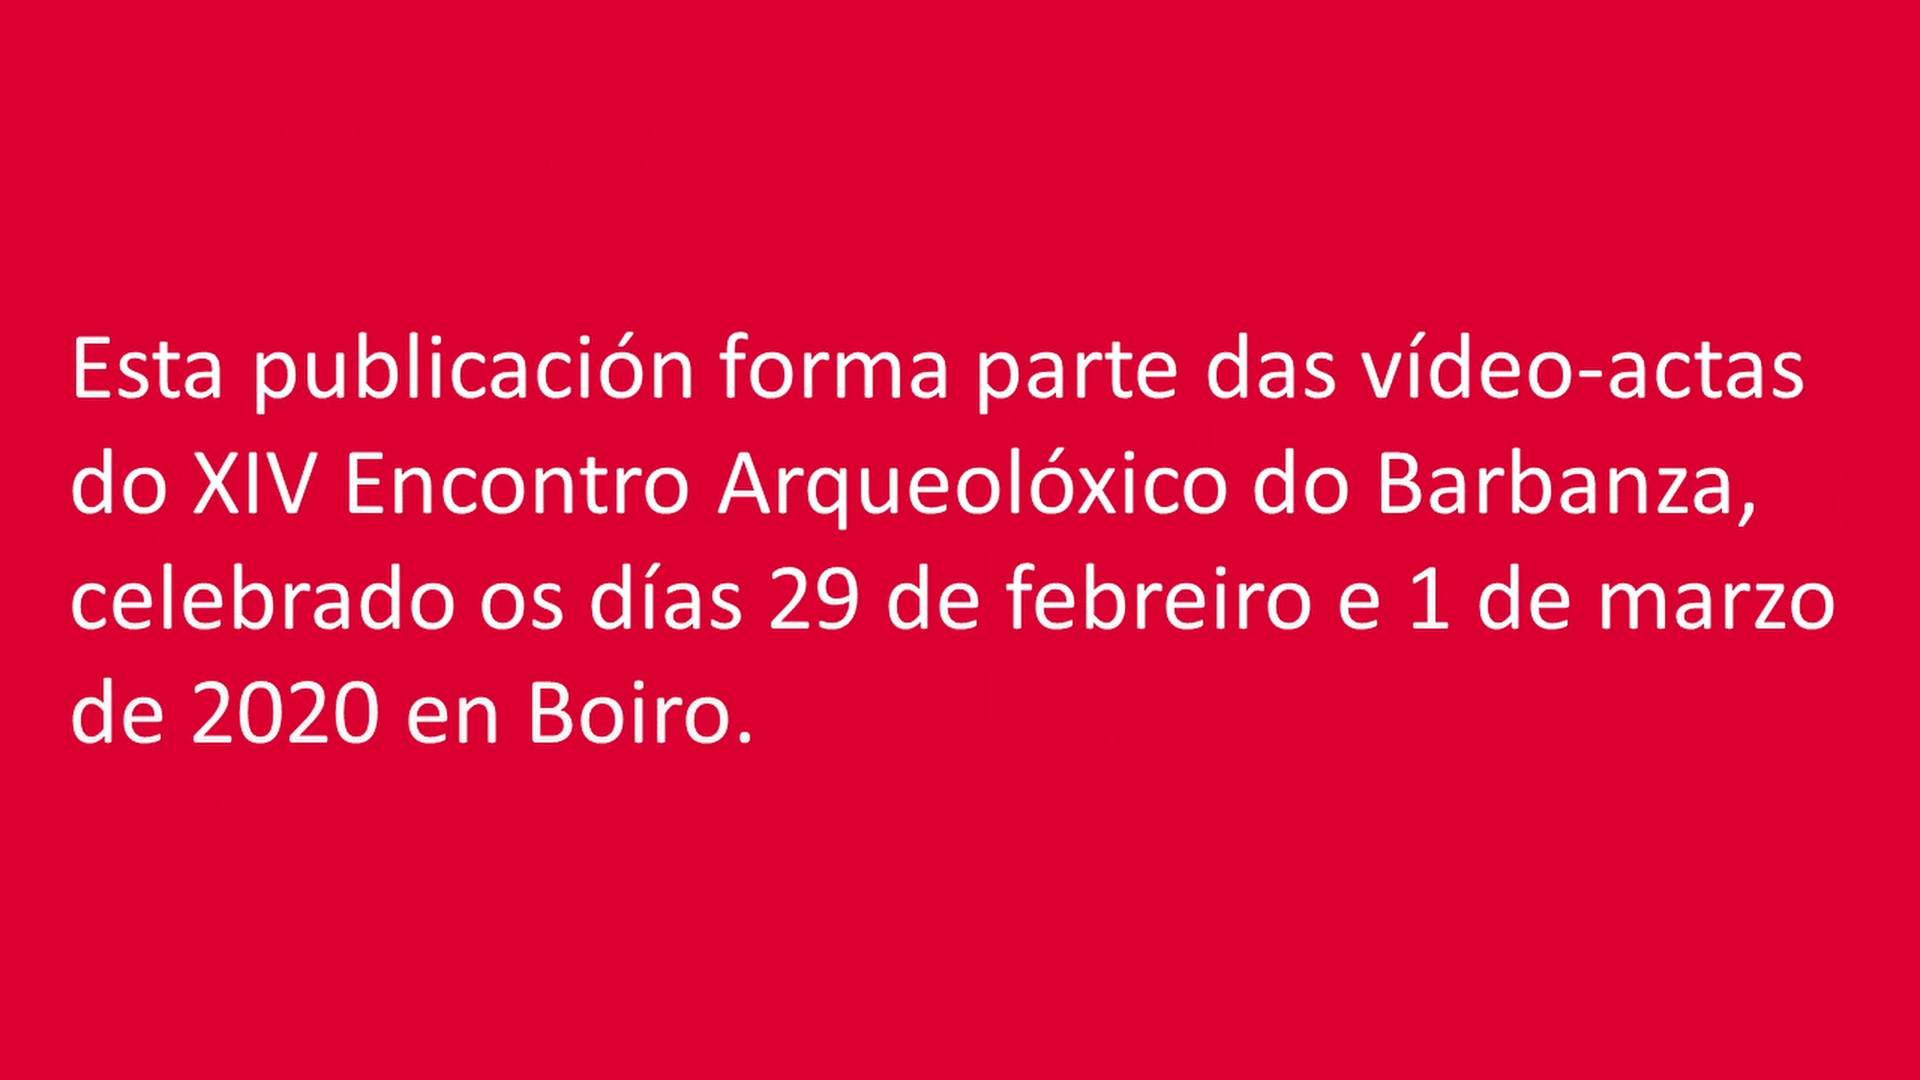 Esta publicación forma parte das vídeo-actas
do XIV Encontro Arqueolóxico do Barbanza,
celebrado os días 29 de febreiro e 1 de marzo
de 2020 en Boiro.